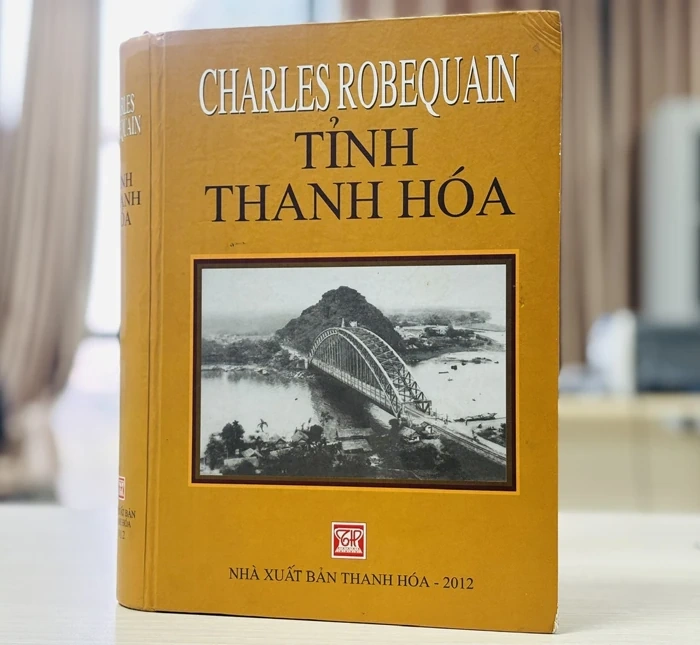 CHARLES ROBEQUAIN
TỈNH
THANH HÓA
NHÀ XUẤT BẢN THANH HÓA - 2012